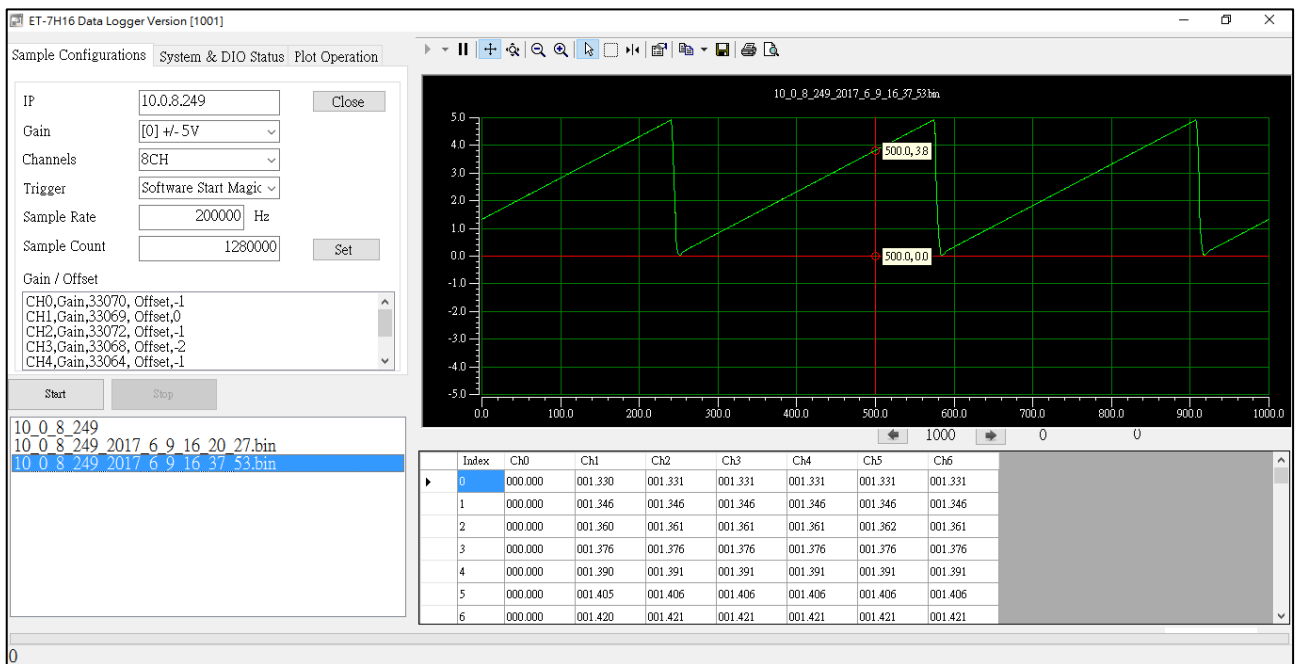 ET-7H16 Data Logger Version [1001]
Sample Configurations System & DIO Status Plot Operation
IP 10.0.8.249 Close
Gain [0] +/- 5V
Channels 8CH
Trigger Software Start Magic
Sample Rate 200000 Hz
Sample Count 1280000 Set
Gain / Offset
CH0,Gain,33070, Offset,-1
CH1,Gain,33069, Offset,0
CH2,Gain,33072, Offset,-1
CH3,Gain,33068, Offset,-2
CH4,Gain,33064, Offset,-1
Start Stop
10_0_8_249
10_0_8_249_2017_6_9_16_20_27.bin
10_0_8_249_2017_6_9_16_37_53.bin
10_0_8_249_2017_6_9_16_37_53.bin
5.0
4.0
3.0
2.0
1.0
0.0
-1.0
-2.0
-3.0
-4.0
-5.0
500.0, 3.8
500.0, 0.0
0.0 100.0 200.0 300.0 400.0 500.0 600.0 700.0 800.0 900.0 1000.0
1000 0 0
Index Ch0 Ch1 Ch2 Ch3 Ch4 Ch5 Ch6
0 000.000 001.330 001.331 001.331 001.331 001.331 001.331
1 000.000 001.346 001.346 001.346 001.346 001.346 001.346
2 000.000 001.360 001.361 001.361 001.361 001.362 001.361
3 000.000 001.376 001.376 001.376 001.376 001.376 001.376
4 000.000 001.390 001.391 001.391 001.391 001.391 001.391
5 000.000 001.405 001.406 001.406 001.406 001.406 001.406
6 000.000 001.420 001.421 001.421 001.421 001.421 001.421
0